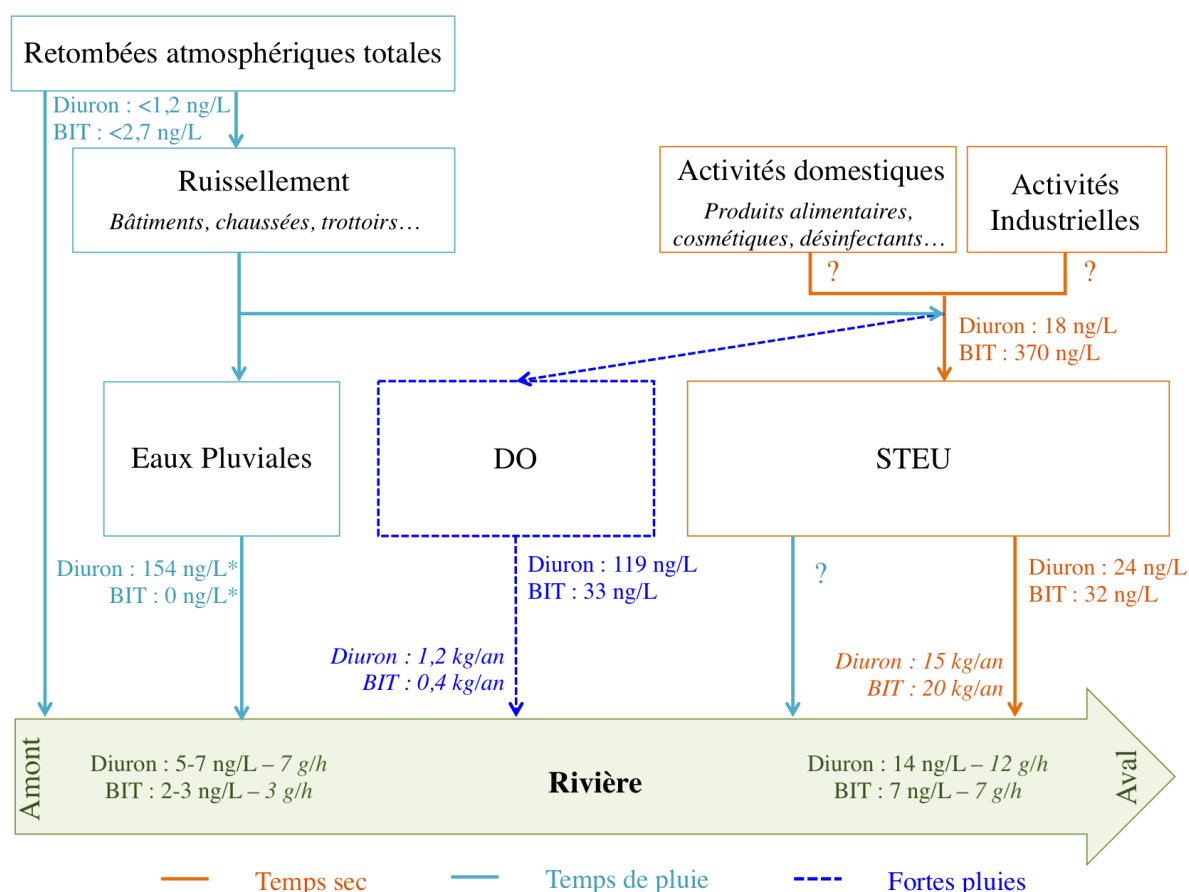 Retombées atmosphériques totales
Diuron : <1,2 ng/L
BIT : <2,7 ng/L
Ruissellement
Bâtiments, chaussées, trottoirs…
Activités domestiques
Produits alimentaires,
cosmétiques, désinfectants…
Activités
Industrielles
?
?
Diuron : 18 ng/L
BIT : 370 ng/L
Eaux Pluviales
DO
STEU
Diuron : 154 ng/L*
BIT : 0 ng/L*
Diuron : 119 ng/L
BIT : 33 ng/L
?
Diuron : 24 ng/L
BIT : 32 ng/L
Diuron : 1,2 kg/an
BIT : 0,4 kg/an
Diuron : 15 kg/an
BIT : 20 kg/an
Amont
Diuron : 5-7 ng/L – 7 g/h
BIT : 2-3 ng/L – 3 g/h
Rivière
Diuron : 14 ng/L – 12 g/h
BIT : 7 ng/L – 7 g/h
Aval
Temps sec
Temps de pluie
Fortes pluies